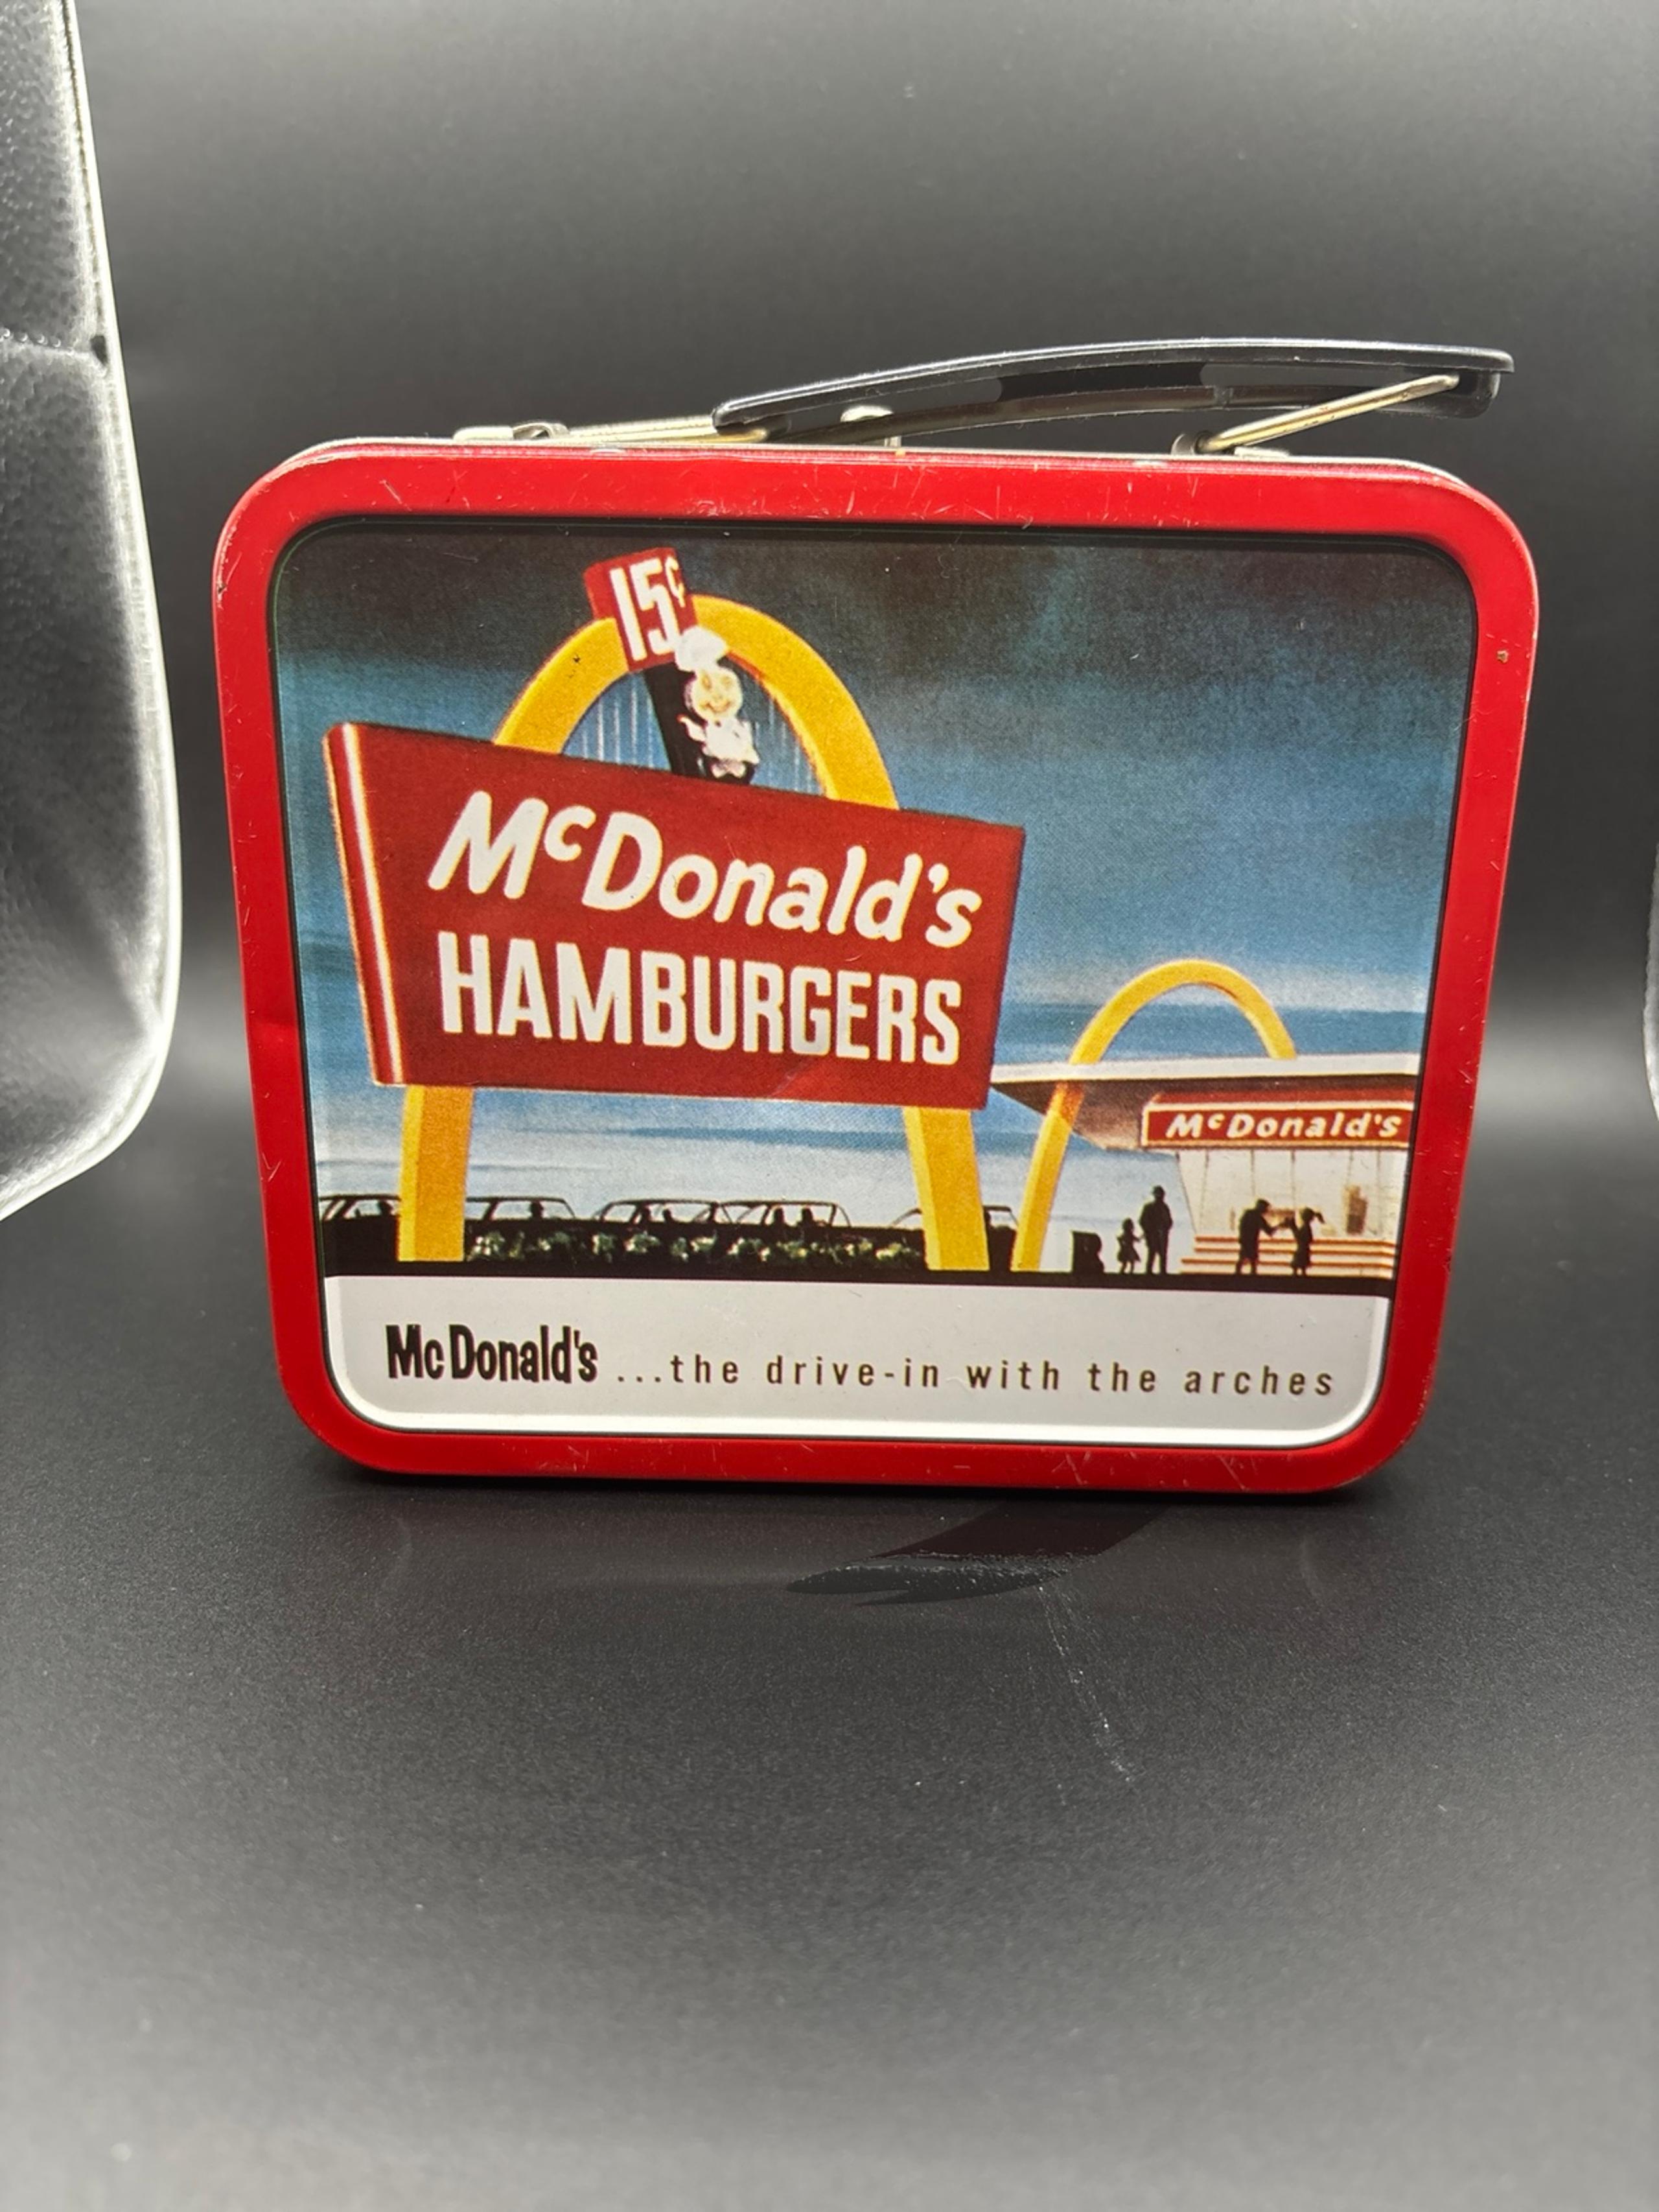 15¢
McDonald's
HAMBURGERS
McDonald's
McDonald's ...the drive-in with the arches